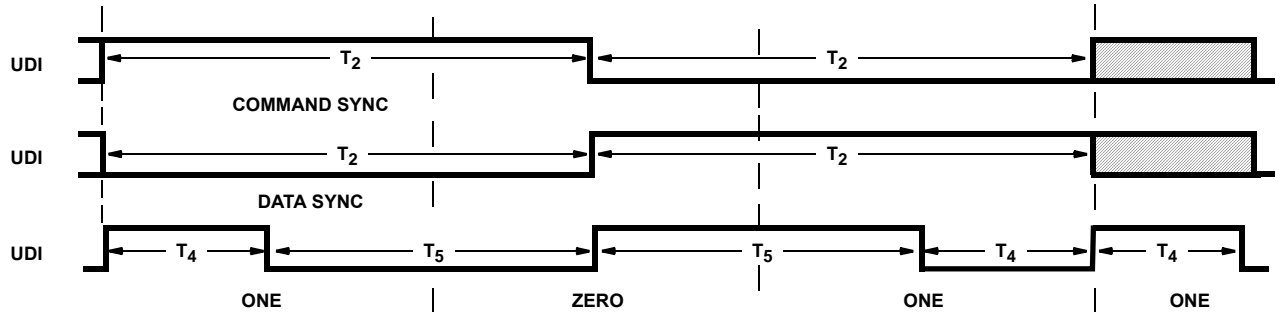 UDI T2 T2
COMMAND SYNC
UDI T2 T2
DATA SYNC
UDI T4 T5 T5 T4 T4
ONE ZERO ONE ONE